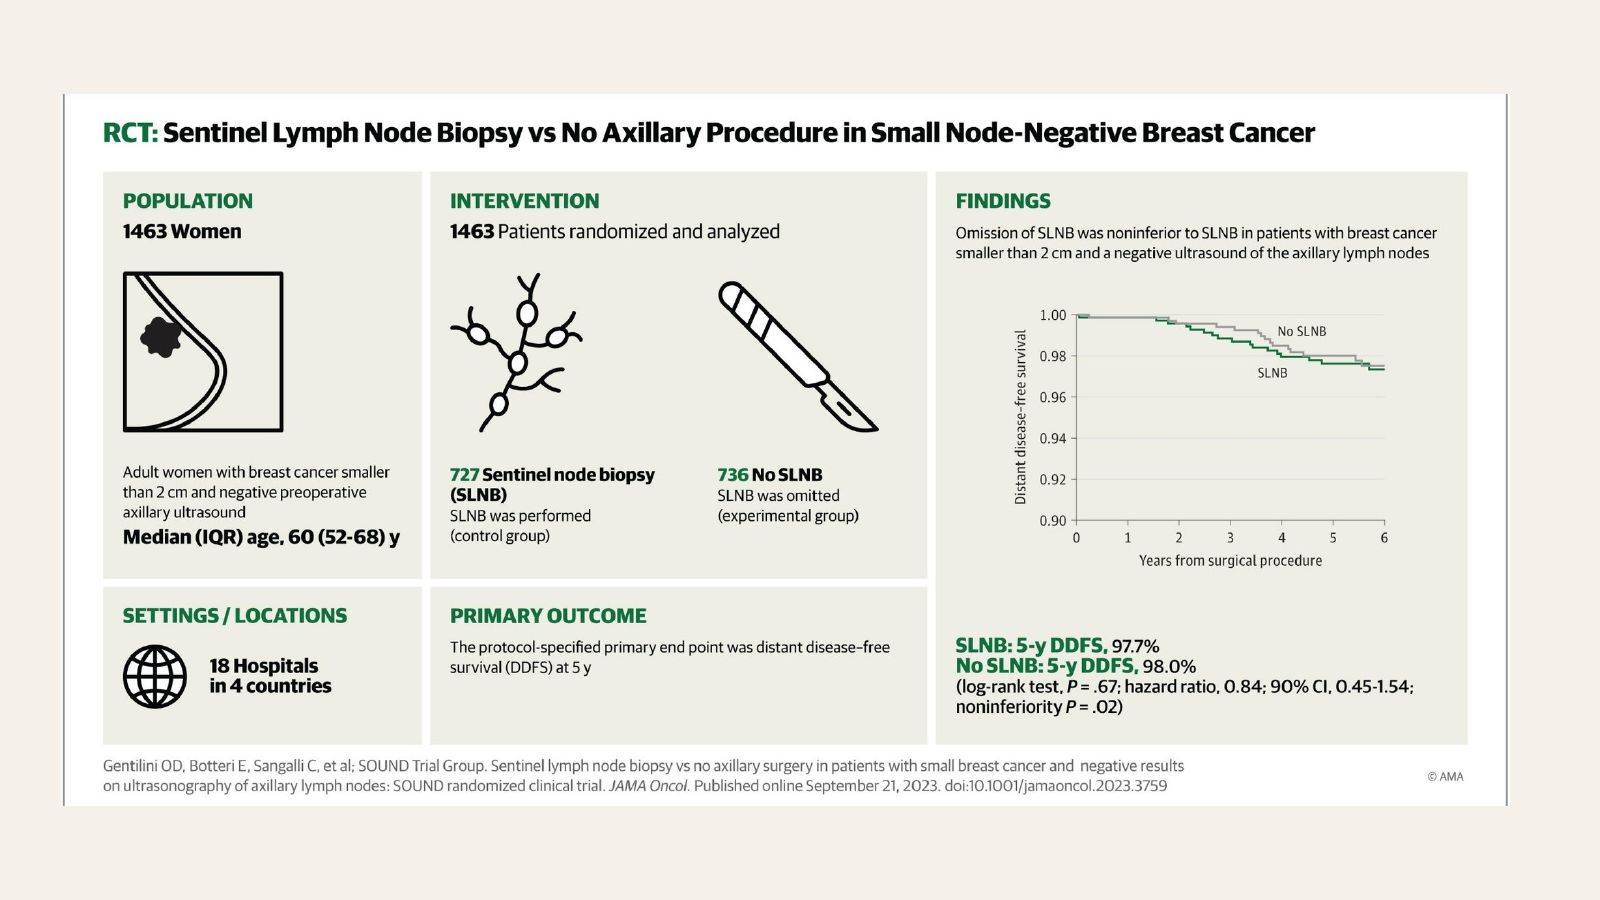 RCT: Sentinel Lymph Node Biopsy vs No Axillary Procedure in Small Node-Negative Breast Cancer
POPULATION
1463 Women
Adult women with breast cancer smaller
than 2 cm and negative preoperative
axillary ultrasound
Median (IQR) age, 60 (52-68) y
INTERVENTION
1463 Patients randomized and analyzed
727 Sentinel node biopsy
(SLNB)
SLNB was performed
(control group)
736 No SLNB
SLNB was omitted
(experimental group)
SETTINGS / LOCATIONS
18 Hospitals
in 4 countries
PRIMARY OUTCOME
The protocol-specified primary end point was distant disease-free
survival (DDFS) at 5 y
FINDINGS
Omission of SLNB was noninferior to SLNB in patients with breast cancer
smaller than 2 cm and a negative ultrasound of the axillary lymph nodes
Distant disease-free survival
1.00
0.98
0.96
0.94
0.92
0.90
No SLNB
SLNB
0 1 2 3 4 5 6
Years from surgical procedure
SLNB: 5-y DDFS, 97.7%
No SLNB: 5-y DDFS, 98.0%
(log-rank test, P = .67; hazard ratio, 0.84; 90% CI, 0.45-1.54;
noninferiority P = .02)
Gentilini OD, Botteri E, Sangalli C, et al; SOUND Trial Group. Sentinel lymph node biopsy vs no axillary surgery in patients with small breast cancer and negative results
on ultrasonography of axillary lymph nodes: SOUND randomized clinical trial. JAMA Oncol. Published online September 21, 2023. doi:10.1001/jamaoncol.2023.3759
© AMA